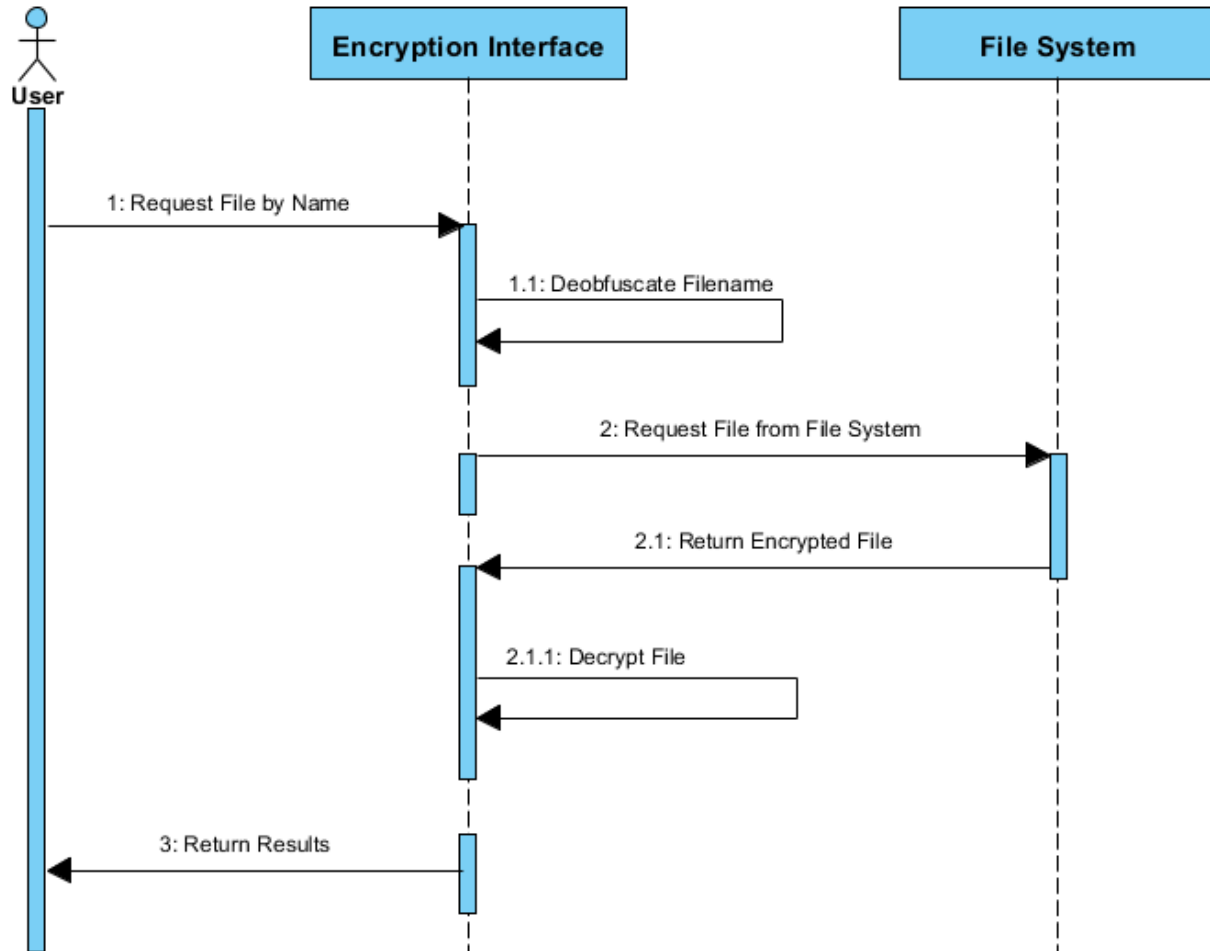 User
Encryption Interface
File System
1: Request File by Name
1.1: Deobfuscate Filename
2: Request File from File System
2.1: Return Encrypted File
2.1.1: Decrypt File
3: Return Results